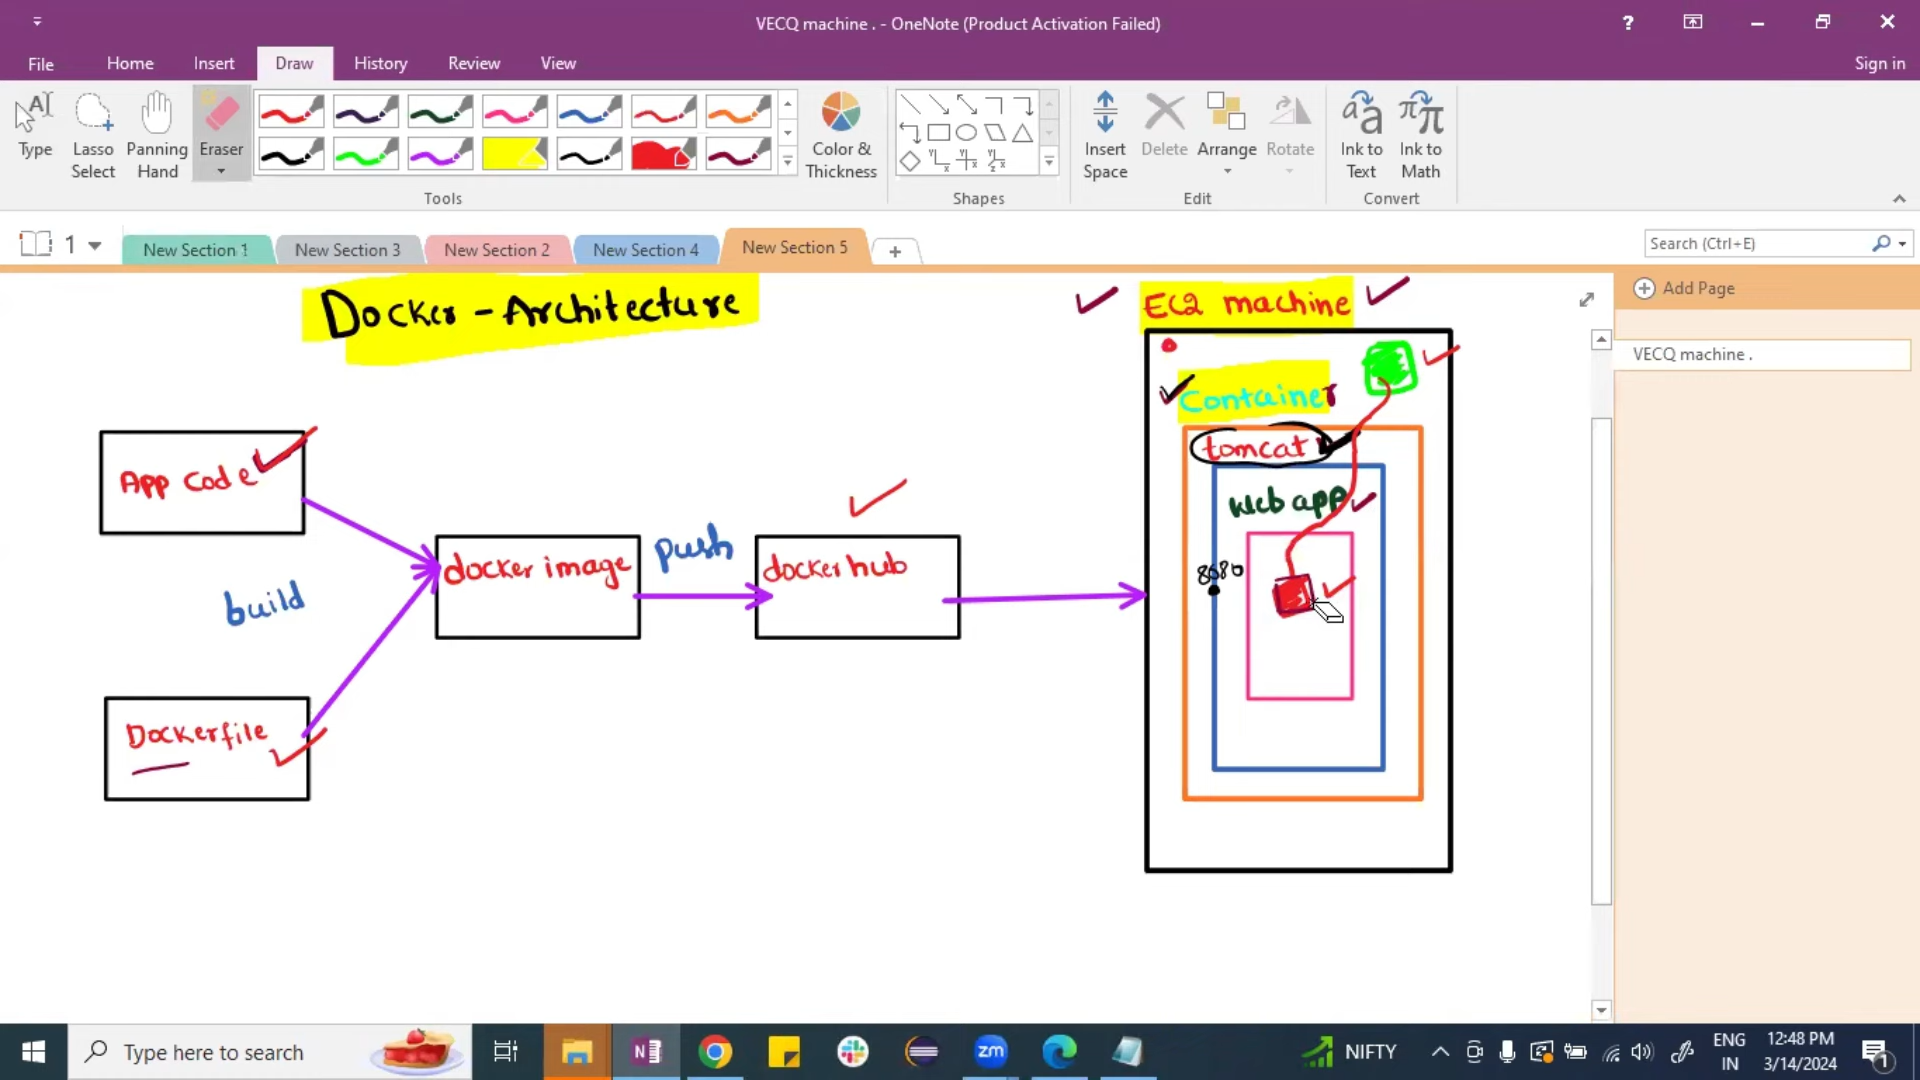 VECQ machine . - OneNote (Product Activation Failed)
?
File
Home
Insert
Draw
History
Review
View
Sign in
Type
Lasso Select
Panning Hand
Eraser
Color & Thickness
Insert Space
Delete
Arrange
Rotate
Ink to Text
Ink to Math
Tools
Shapes
Edit
Convert
1
New Section 1
New Section 3
New Section 2
New Section 4
New Section 5
Search (Ctrl+E)
Add Page
VECQ machine .
Docker - Architecture
EC2 machine
Container
tomcat
Web app
8080
App Code
build
Dockerfile
docker image
push
docker hub
Type here to search
zm
NIFTY
ENG
IN
12:48 PM
3/14/2024
1